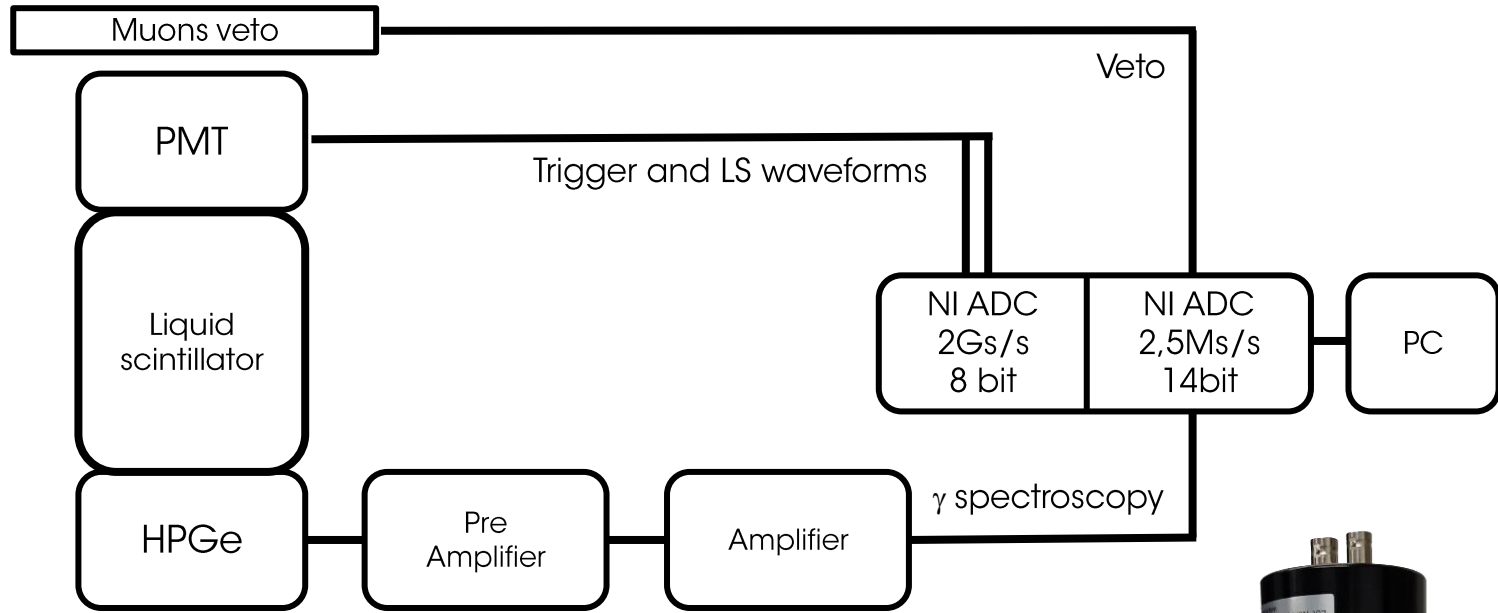 Muons veto
Veto
PMT
Trigger and LS waveforms
Liquid
scintillator
NI ADC
2Gs/s
8 bit
NI ADC
2,5Ms/s
14bit
PC
γ spectroscopy
HPGe
Pre
Amplifier
Amplifier